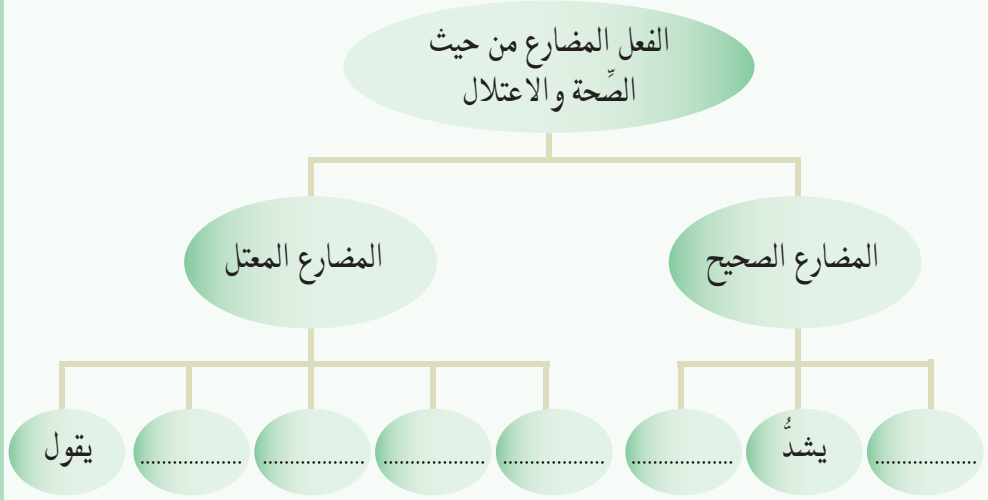 الفعل المضارع من حيث
الصِّحة والاعتلال
المضارع الصحيح
المضارع المعتل
..................
يشدُّ
..................
..................
..................
..................
..................
يقول